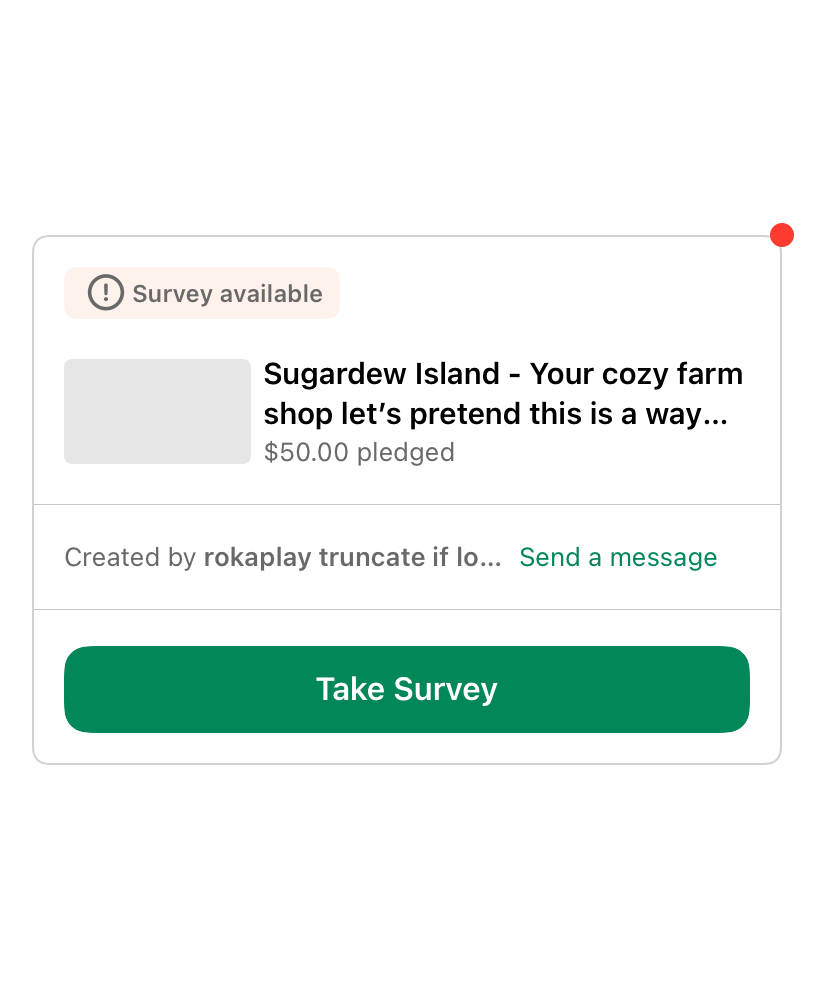 Survey available
Sugardew Island - Your cozy farm
shop let’s pretend this is a way...
$50.00 pledged
Created by rokaplay truncate if lo... Send a message
Take Survey